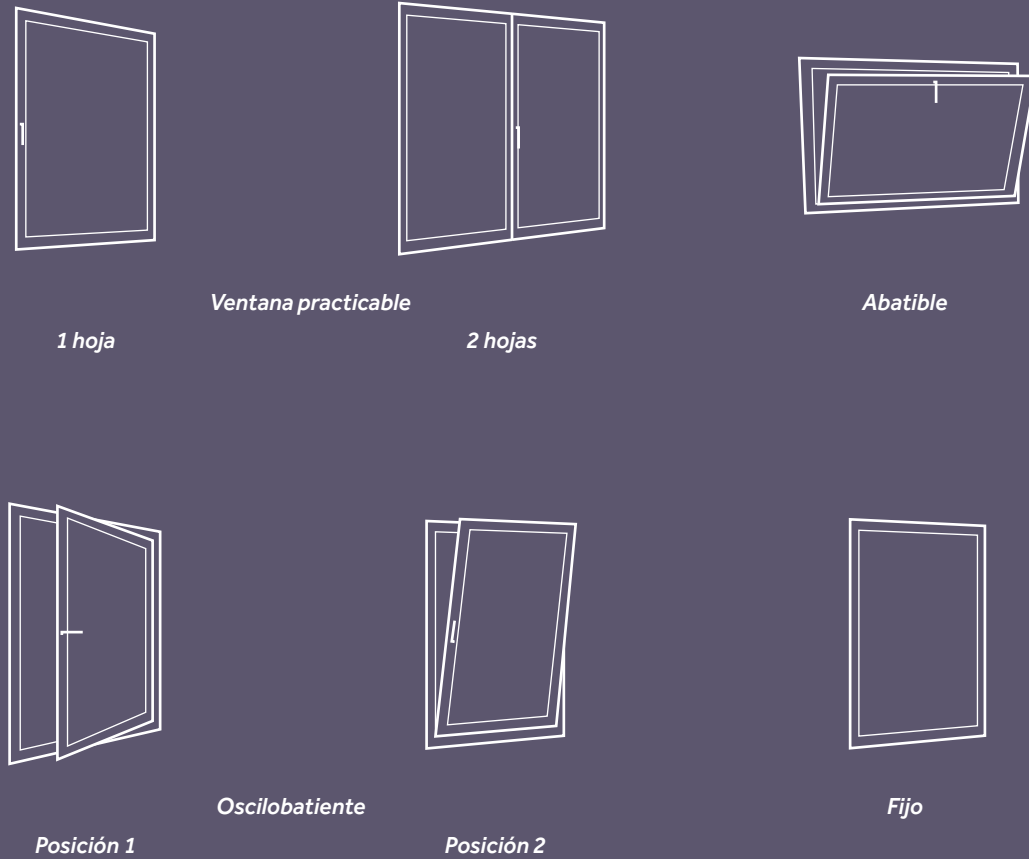 Ventana practicable
Abatible
1 hoja
2 hojas
Oscilobatiente
Fijo
Posición 1
Posición 2